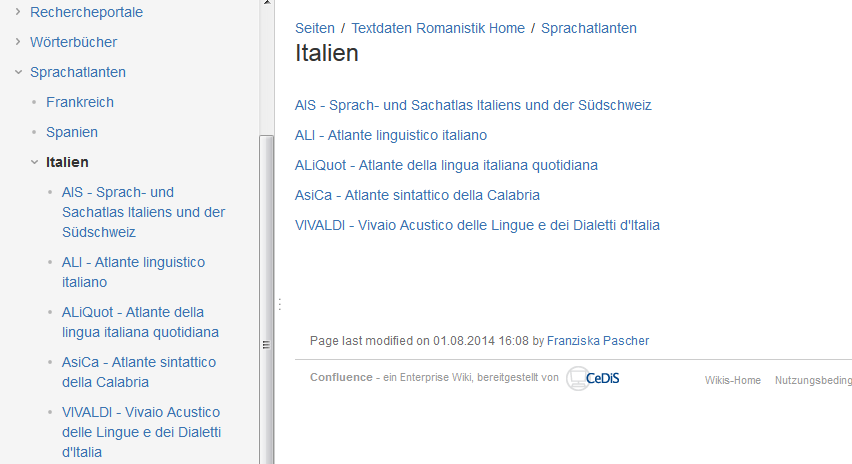 Rechercheportale
Wörterbücher
Sprachatlanten
Frankreich
Spanien
Italien
AIS - Sprach- und
Sachatlas Italiens und der
Südschweiz
ALI - Atlante linguistico
italiano
ALiQuot - Atlante della
lingua italiana quotidiana
AsiCa - Atlante sintattico
della Calabria
VIVALDI - Vivaio Acustico
delle Lingue e dei Dialetti
d'Italia
Seiten / Textdaten Romanistik Home / Sprachatlanten
Italien
AIS - Sprach- und Sachatlas Italiens und der Südschweiz
ALI - Atlante linguistico italiano
ALiQuot - Atlante della lingua italiana quotidiana
AsiCa - Atlante sintattico della Calabria
VIVALDI - Vivaio Acustico delle Lingue e dei Dialetti d'Italia
Page last modified on 01.08.2014 16:08 by Franziska Pascher
Confluence - ein Enterprise Wiki, bereitgestellt von CeDiS
Wikis-Home Nutzungsbeding